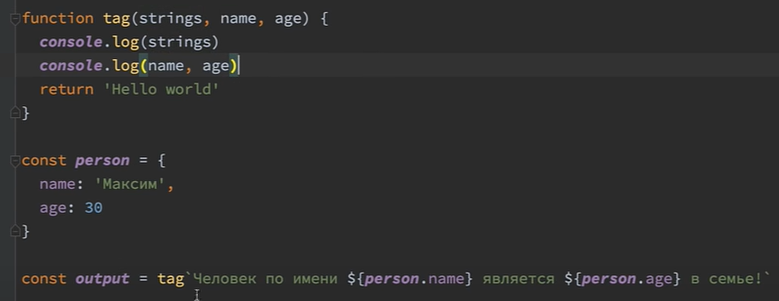 function tag(strings, name, age) {
  console.log(strings)
  console.log(name, age)
  return 'Hello world'
}

const person = {
  name: 'Максим',
  age: 30
}

const output = tag`Человек по имени ${person.name} является ${person.age} в семье!`